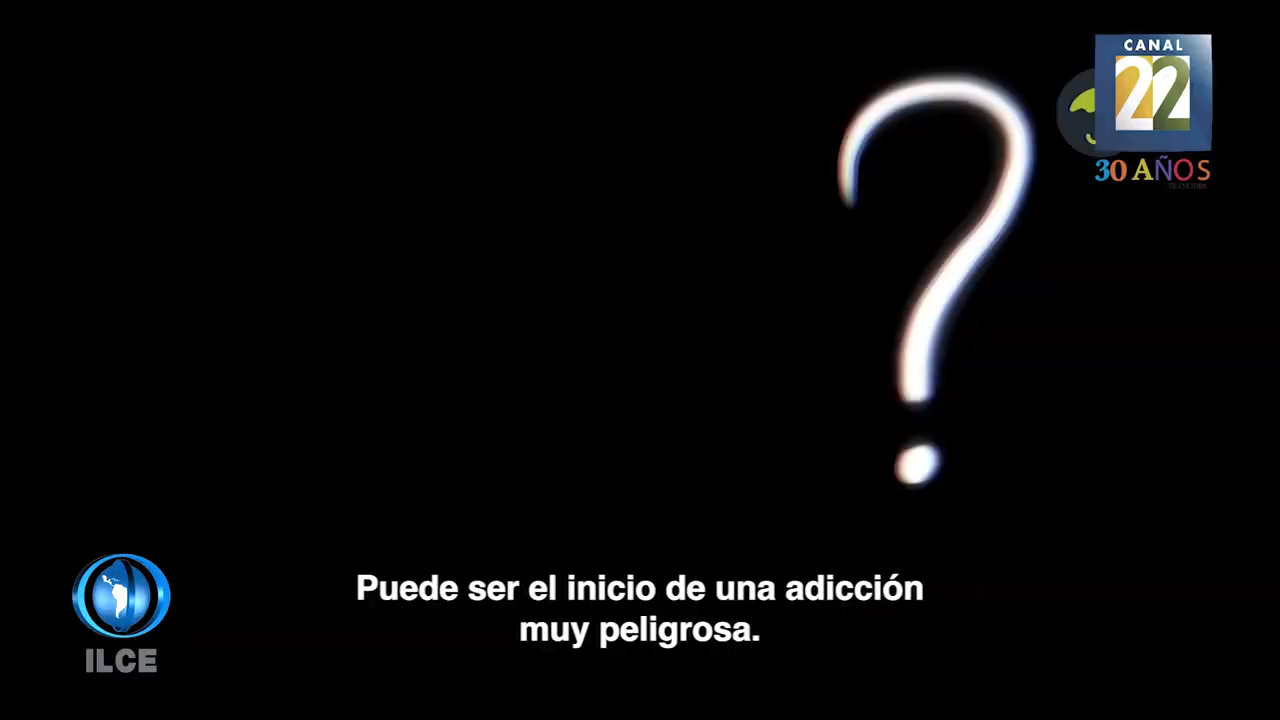 CANAL
22
30 AÑOS
?
Puede ser el inicio de una adicción
muy peligrosa.
ILCE